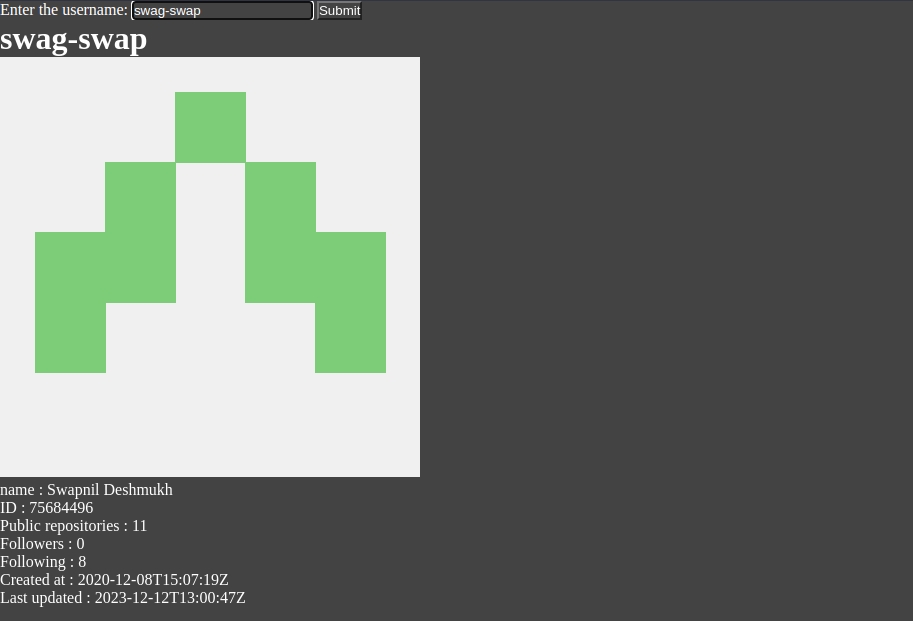 Enter the username: swag-swap Submit
swag-swap
name : Swapnil Deshmukh
ID : 75684496
Public repositories : 11
Followers : 0
Following : 8
Created at : 2020-12-08T15:07:19Z
Last updated : 2023-12-12T13:00:47Z